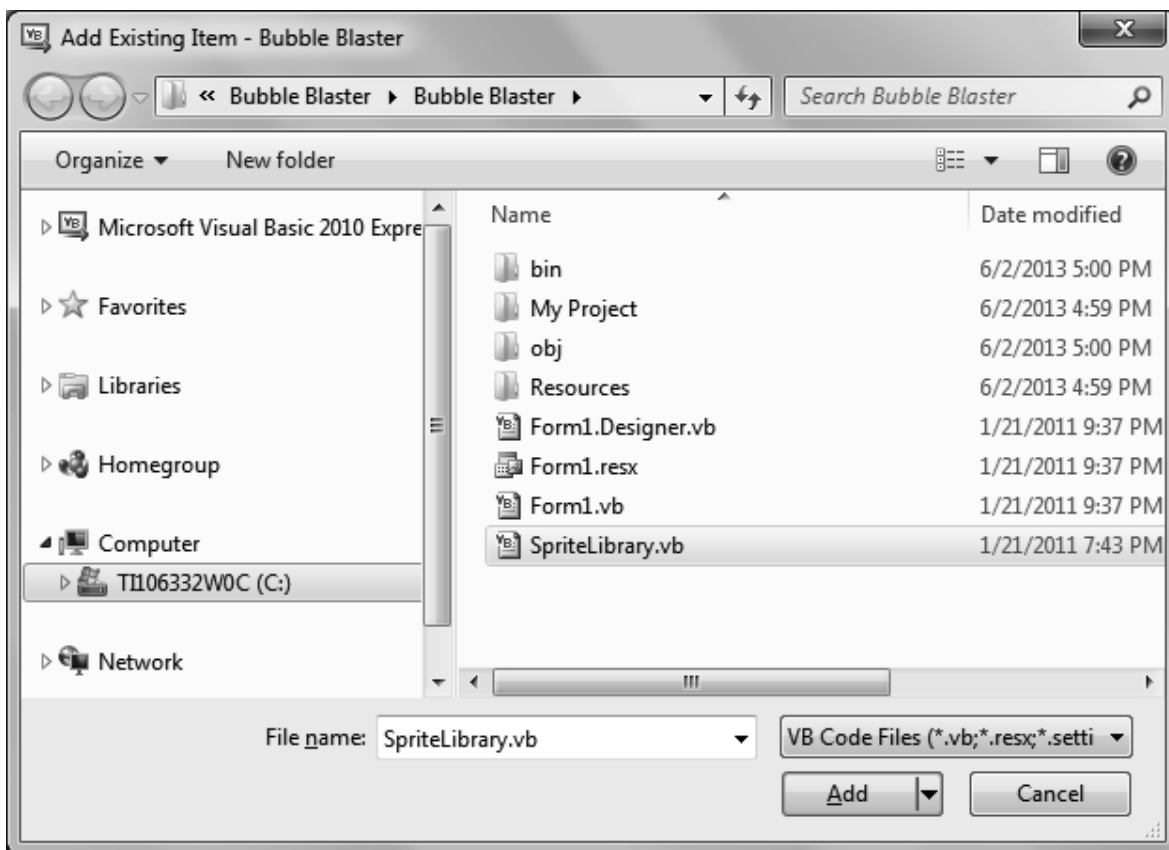 Add Existing Item - Bubble Blaster
« Bubble Blaster ▸ Bubble Blaster ▸
Search Bubble Blaster
Organize
New folder
Microsoft Visual Basic 2010 Expre
Favorites
Libraries
Homegroup
Computer
TI106332W0C (C:)
Network
Name Date modified
bin 6/2/2013 5:00 PM
My Project 6/2/2013 4:59 PM
obj 6/2/2013 5:00 PM
Resources 6/2/2013 4:59 PM
Form1.Designer.vb 1/21/2011 9:37 PM
Form1.resx 1/21/2011 9:37 PM
Form1.vb 1/21/2011 9:37 PM
SpriteLibrary.vb 1/21/2011 7:43 PM
File name: SpriteLibrary.vb
VB Code Files (*.vb;*.resx;*.setti
Add Cancel